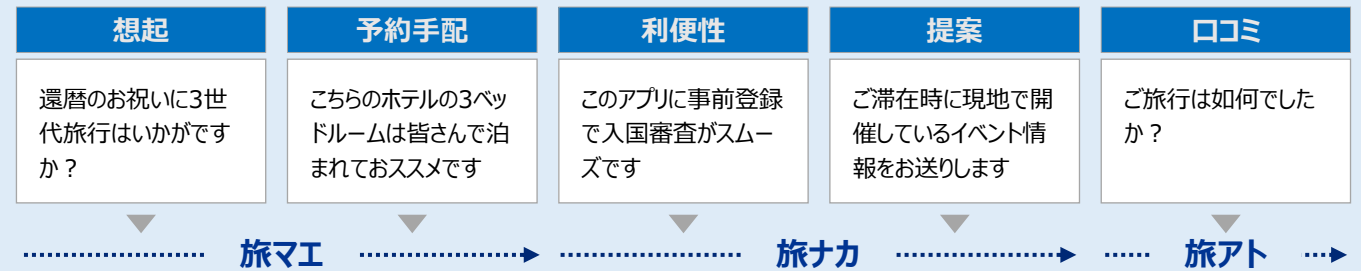 想起
還暦のお祝いに3世
代旅行はいかがです
か？
予約手配
こちらのホテルの3ベッ
ドルームは皆さんで泊
まれておススメです
利便性
このアプリに事前登録
で入国審査がスムー
ズです
提案
ご滞在時に現地で開
催しているイベント情
報をお送りします
口コミ
ご旅行は如何でした
か？
旅マエ
旅ナカ
旅アト